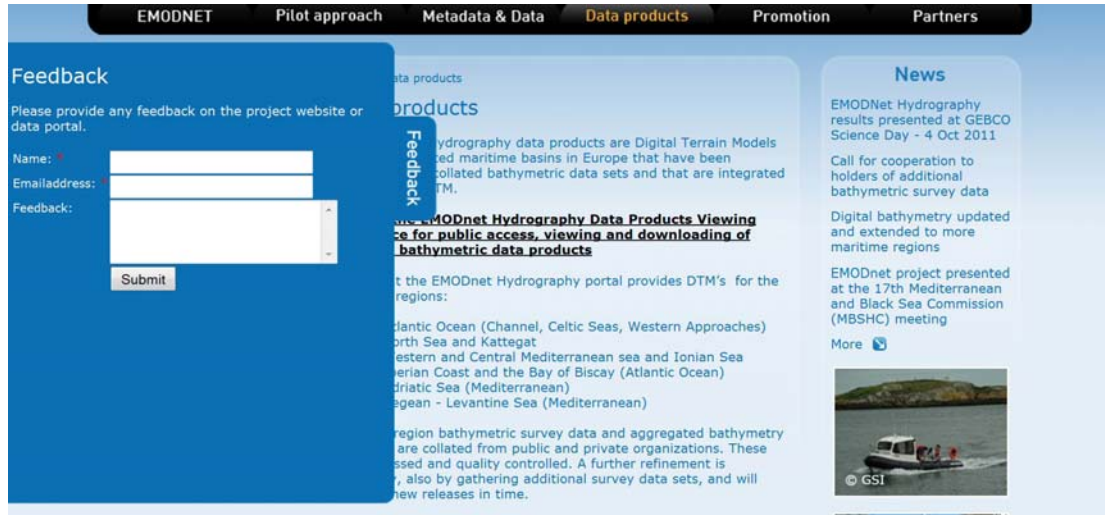 EMODNET Pilot approach Metadata & Data Data products Promotion Partners
Feedback
Please provide any feedback on the project website or
data portal.
Name: *
Emailaddress: *
Feedback:
Submit
Feedback
data products
products
ydrography data products are Digital Terrain Models
ted maritime basins in Europe that have been
ollated bathymetric data sets and that are integrated
TM.
he EMODnet Hydrography Data Products Viewing
ce for public access, viewing and downloading of
bathymetric data products
t the EMODnet Hydrography portal provides DTM's for the
regions:
tlantic Ocean (Channel, Celtic Seas, Western Approaches)
orth Sea and Kattegat
estern and Central Mediterranean sea and Ionian Sea
berian Coast and the Bay of Biscay (Atlantic Ocean)
driatic Sea (Mediterranean)
egean - Levantine Sea (Mediterranean)
region bathymetric survey data and aggregated bathymetry
are collated from public and private organizations. These
ssed and quality controlled. A further refinement is
, also by gathering additional survey data sets, and will
new releases in time.
News
EMODNet Hydrography
results presented at GEBCO
Science Day - 4 Oct 2011
Call for cooperation to
holders of additional
bathymetric survey data
Digital bathymetry updated
and extended to more
maritime regions
EMODnet project presented
at the 17th Mediterranean
and Black Sea Commission
(MBSHC) meeting
More
© GSI